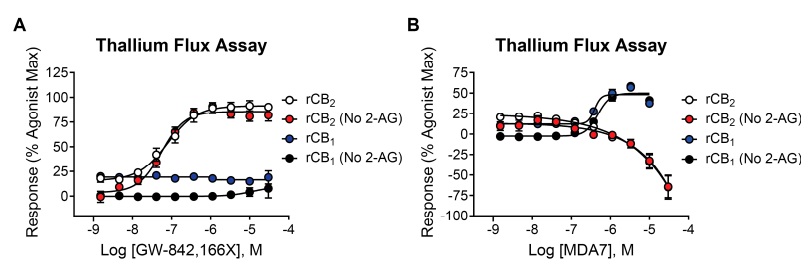 A
Thallium Flux Assay
Response (% Agonist Max)
125
100
75
50
25
0
-9 -8 -7 -6 -5 -4
Log [GW-842,166X], M
rCB2
rCB2 (No 2-AG)
rCB1
rCB1 (No 2-AG)
B
Thallium Flux Assay
Response (% Agonist Max)
75
50
25
0
-25
-50
-75
-100
-9 -8 -7 -6 -5 -4
Log [MDA7], M
rCB2
rCB2 (No 2-AG)
rCB1
rCB1 (No 2-AG)